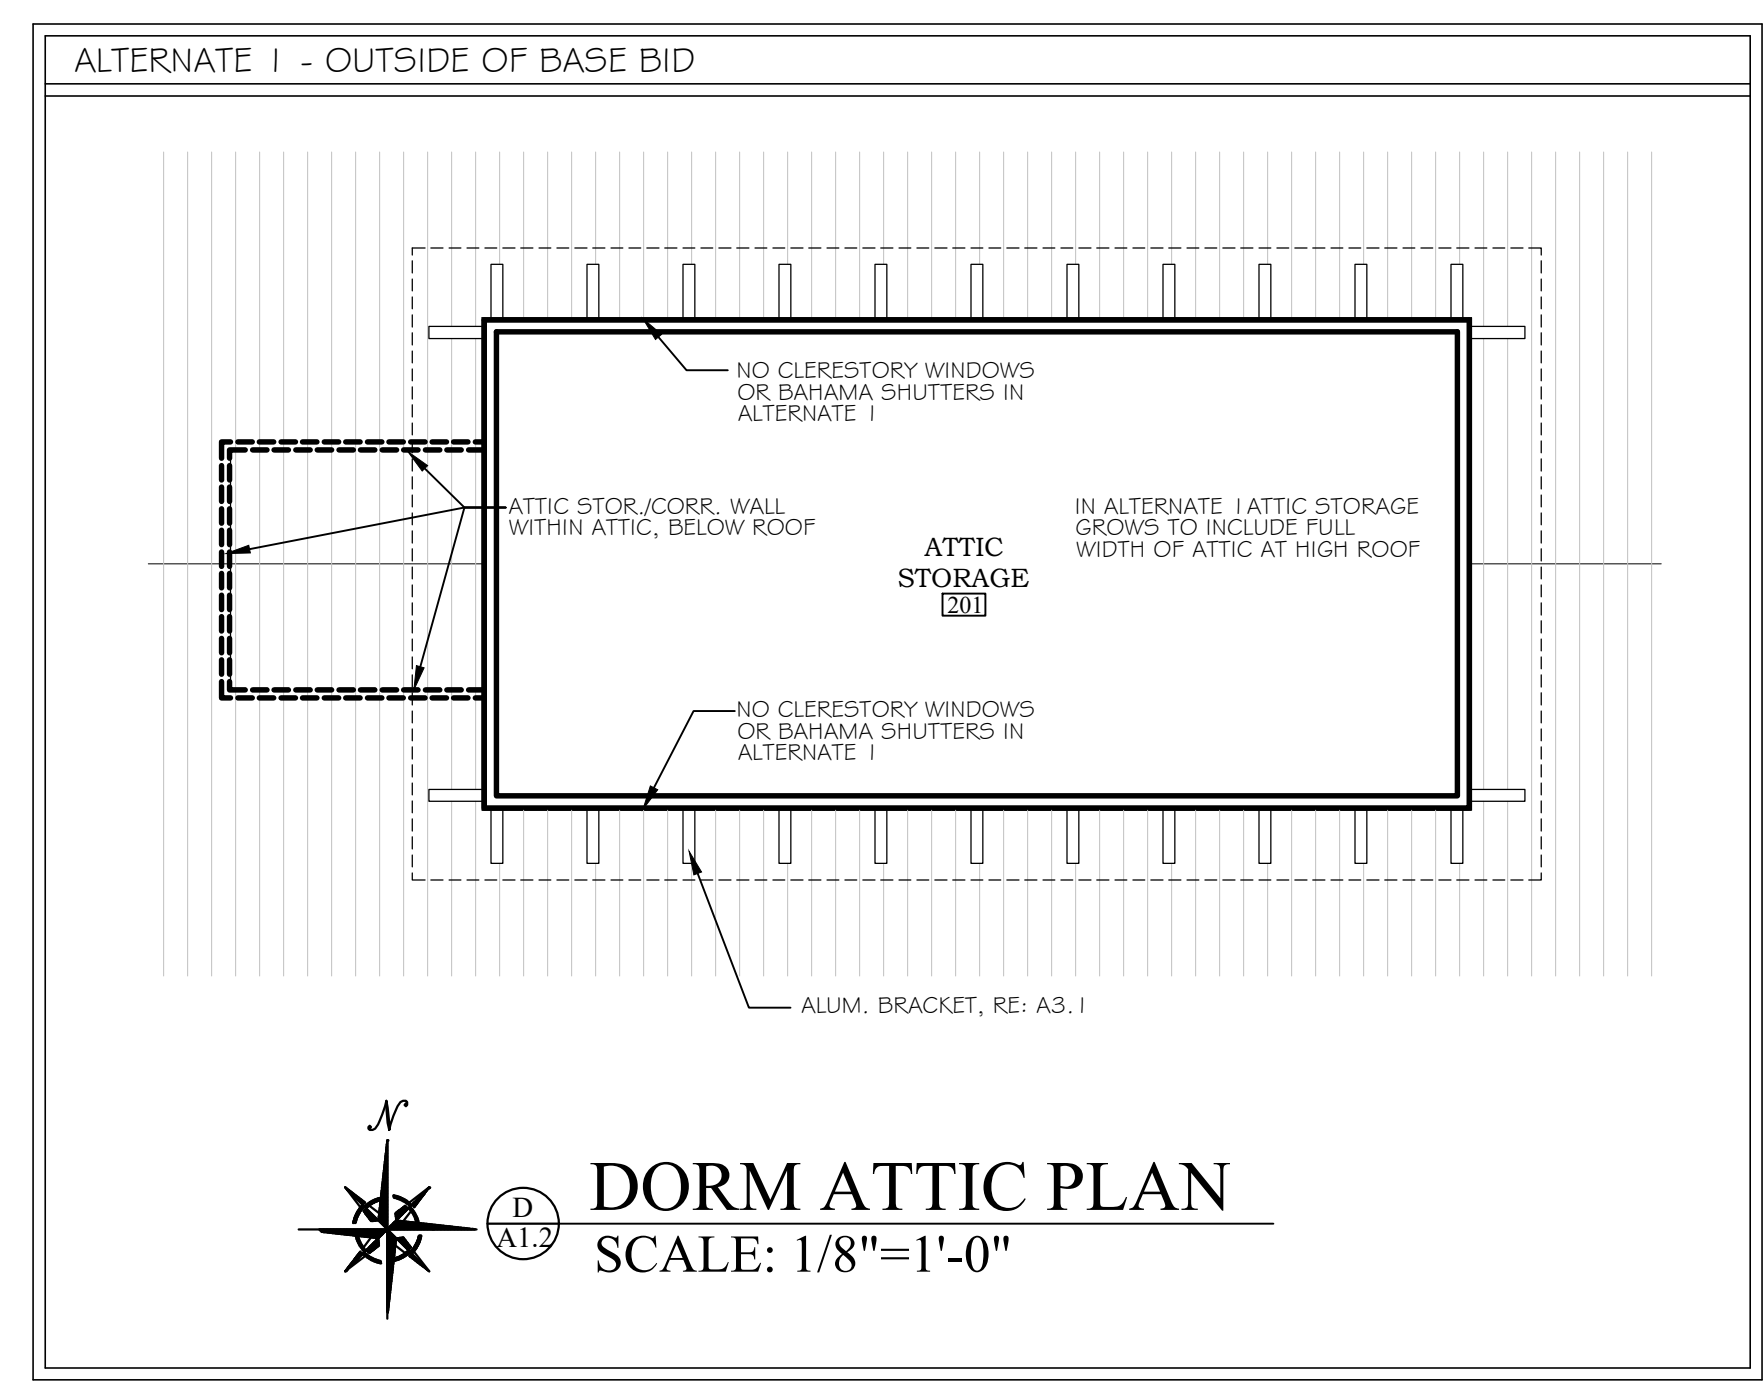 ALTERNATE 1 - OUTSIDE OF BASE BID
NO CLERESTORY WINDOWS
OR BAHAMA SHUTTERS IN
ALTERNATE 1
ATTIC STOR./CORR. WALL
WITHIN ATTIC, BELOW ROOF
IN ALTERNATE 1 ATTIC STORAGE
GROWS TO INCLUDE FULL
WIDTH OF ATTIC AT HIGH ROOF
ATTIC
STORAGE
201
NO CLERESTORY WINDOWS
OR BAHAMA SHUTTERS IN
ALTERNATE 1
ALUM. BRACKET, RE: A3.1
N
D
A1.2
DORM ATTIC PLAN
SCALE: 1/8"=1'-0"